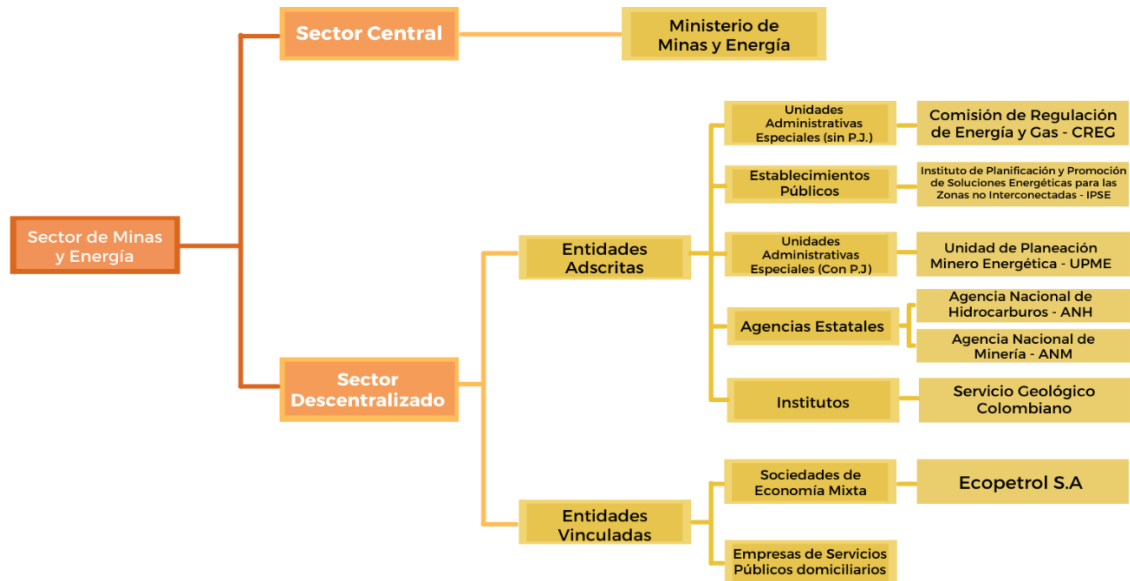 Sector Central
Ministerio de
Minas y Energía
Unidades
Administrativas
Especiales (sin P.J.)
Comisión de Regulación
de Energía y Gas - CREG
Establecimientos
Públicos
Instituto de Planificación y Promoción
de Soluciones Energéticas para las
Zonas no Interconectadas - IPSE
Sector de Minas
y Energía
Entidades
Adscritas
Unidades
Administrativas
Especiales (Con P.J)
Unidad de Planeación
Minero Energética - UPME
Agencias Estatales
Agencia Nacional de
Hidrocarburos - ANH
Agencia Nacional de
Minería - ANM
Sector
Descentralizado
Institutos
Servicio Geológico
Colombiano
Entidades
Vinculadas
Sociedades de
Economía Mixta
Ecopetrol S.A
Empresas de Servicios
Públicos domiciliarios